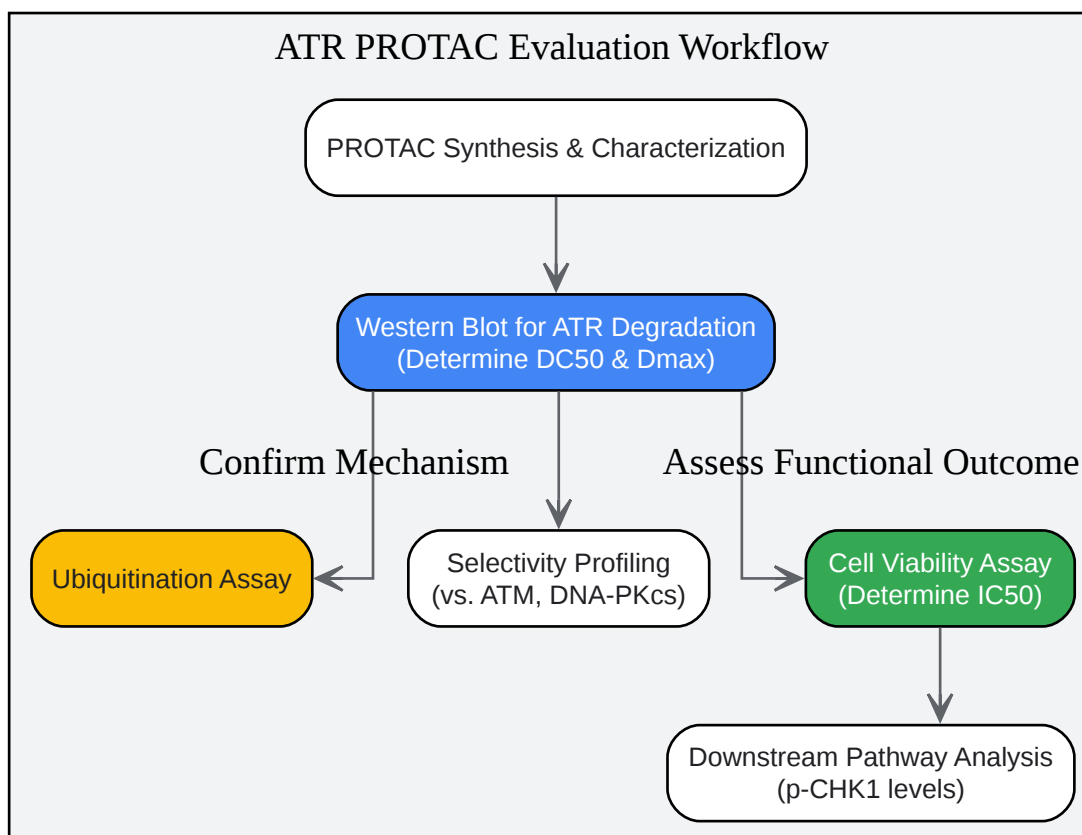 ATR PROTAC Evaluation Workflow
PROTAC Synthesis & Characterization
Western Blot for ATR Degradation
(Determine DC50 & Dmax)
Confirm Mechanism
Assess Functional Outcome
Ubiquitination Assay
Selectivity Profiling
(vs. ATM, DNA-PKcs)
Cell Viability Assay
(Determine IC50)
Downstream Pathway Analysis
(p-CHK1 levels)